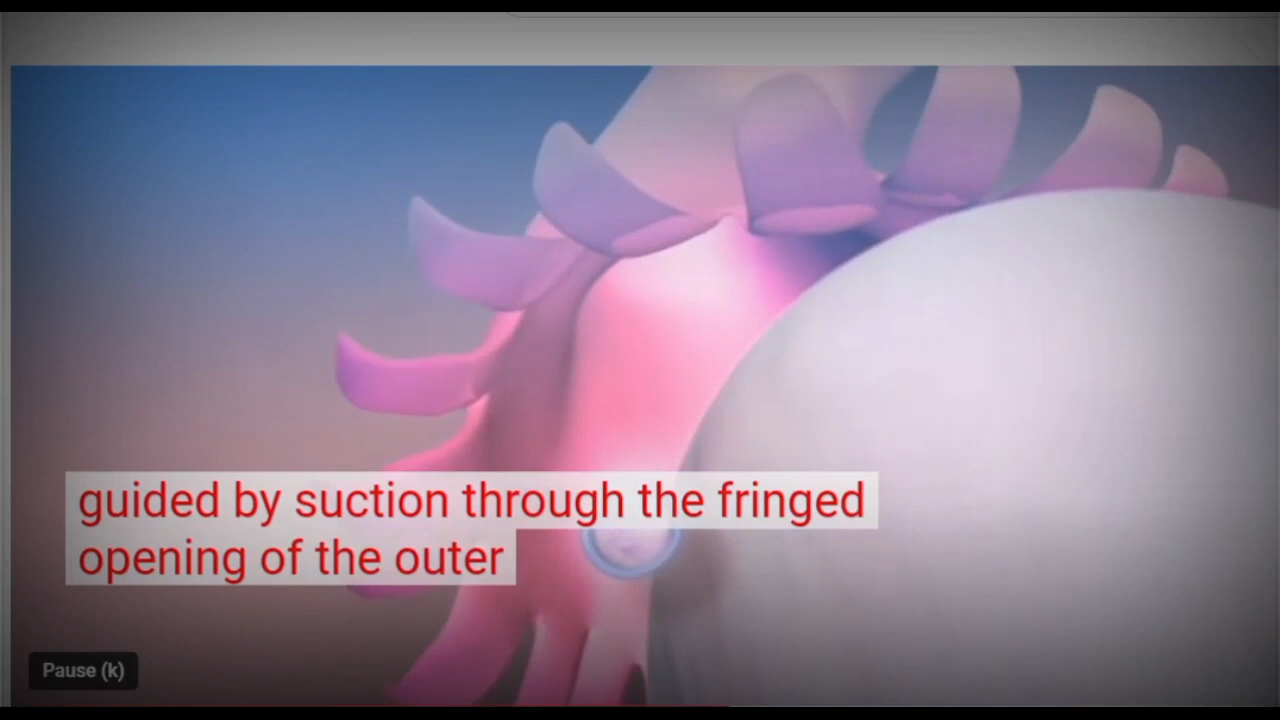 guided by suction through the fringed
opening of the outer
Pause (k)